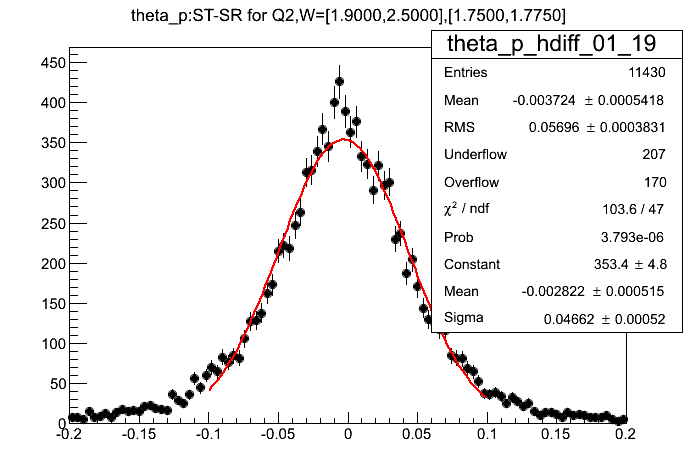 theta_p:ST-SR for Q2,W=[1.9000,2.5000],[1.7500,1.7750]
theta_p_hdiff_01_19
Entries 11430
Mean -0.003724 ± 0.0005418
RMS 0.05696 ± 0.0003831
Underflow 207
Overflow 170
χ² / ndf 103.6 / 47
Prob 3.793e-06
Constant 353.4 ± 4.8
Mean -0.002822 ± 0.000515
Sigma 0.04662 ± 0.00052
450
400
350
300
250
200
150
100
50
0
-0.2 -0.15 -0.1 -0.05 0 0.05 0.1 0.15 0.2